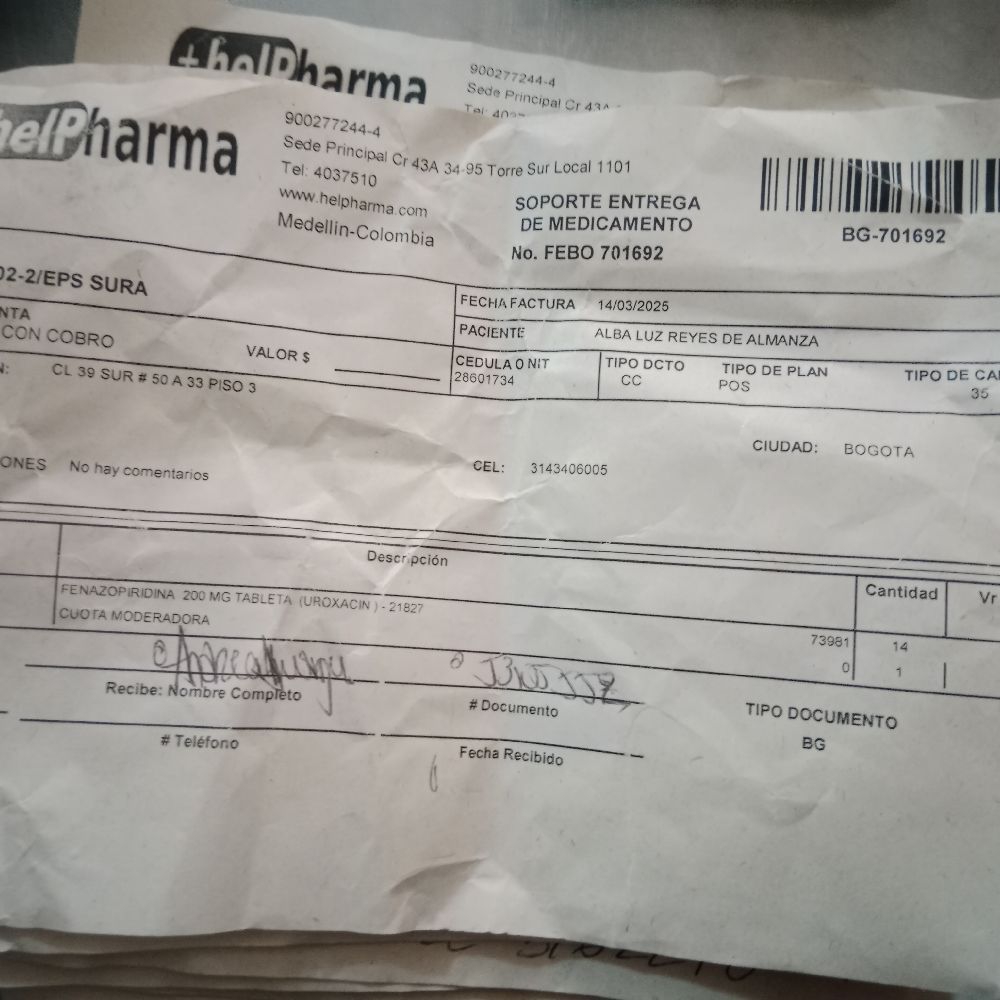 +helPharma
900277244-4
Sede Principal Cr 43A
helPharma
900277244-4
Sede Principal Cr 43A 34-95 Torre Sur Local 1101
Tel: 4037510
www.helpharma.com
Medellín-Colombia
SOPORTE ENTREGA
DE MEDICAMENTO
No. FEBO 701692
BG-701692
02-2/EPS SURA
FECHA FACTURA 14/03/2025
NTA
CON COBRO
VALOR $
PACIENTE ALBA LUZ REYES DE ALMANZA
CEDULA O NIT
28601734
TIPO DCTO
CC
TIPO DE PLAN
POS
TIPO DE CA
35
N: CL 39 SUR # 50 A 33 PISO 3
CIUDAD: BOGOTA
ONES No hay comentarios
CEL: 3143406005
Descripción
Cantidad
Vr
FENAZOPIRIDINA 200 MG TABLETA (UROXACIN ) - 21827
73981 14
CUOTA MODERADORA
0 1
Recibe: Nombre Completo
# Documento
TIPO DOCUMENTO
BG
# Teléfono
Fecha Recibido